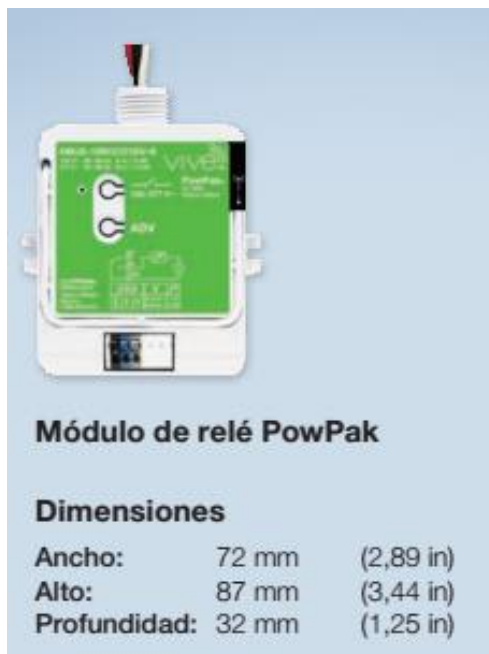 vive
PowPak
ADV
Módulo de relé PowPak
Dimensiones
Ancho: 72 mm (2,89 in)
Alto: 87 mm (3,44 in)
Profundidad: 32 mm (1,25 in)